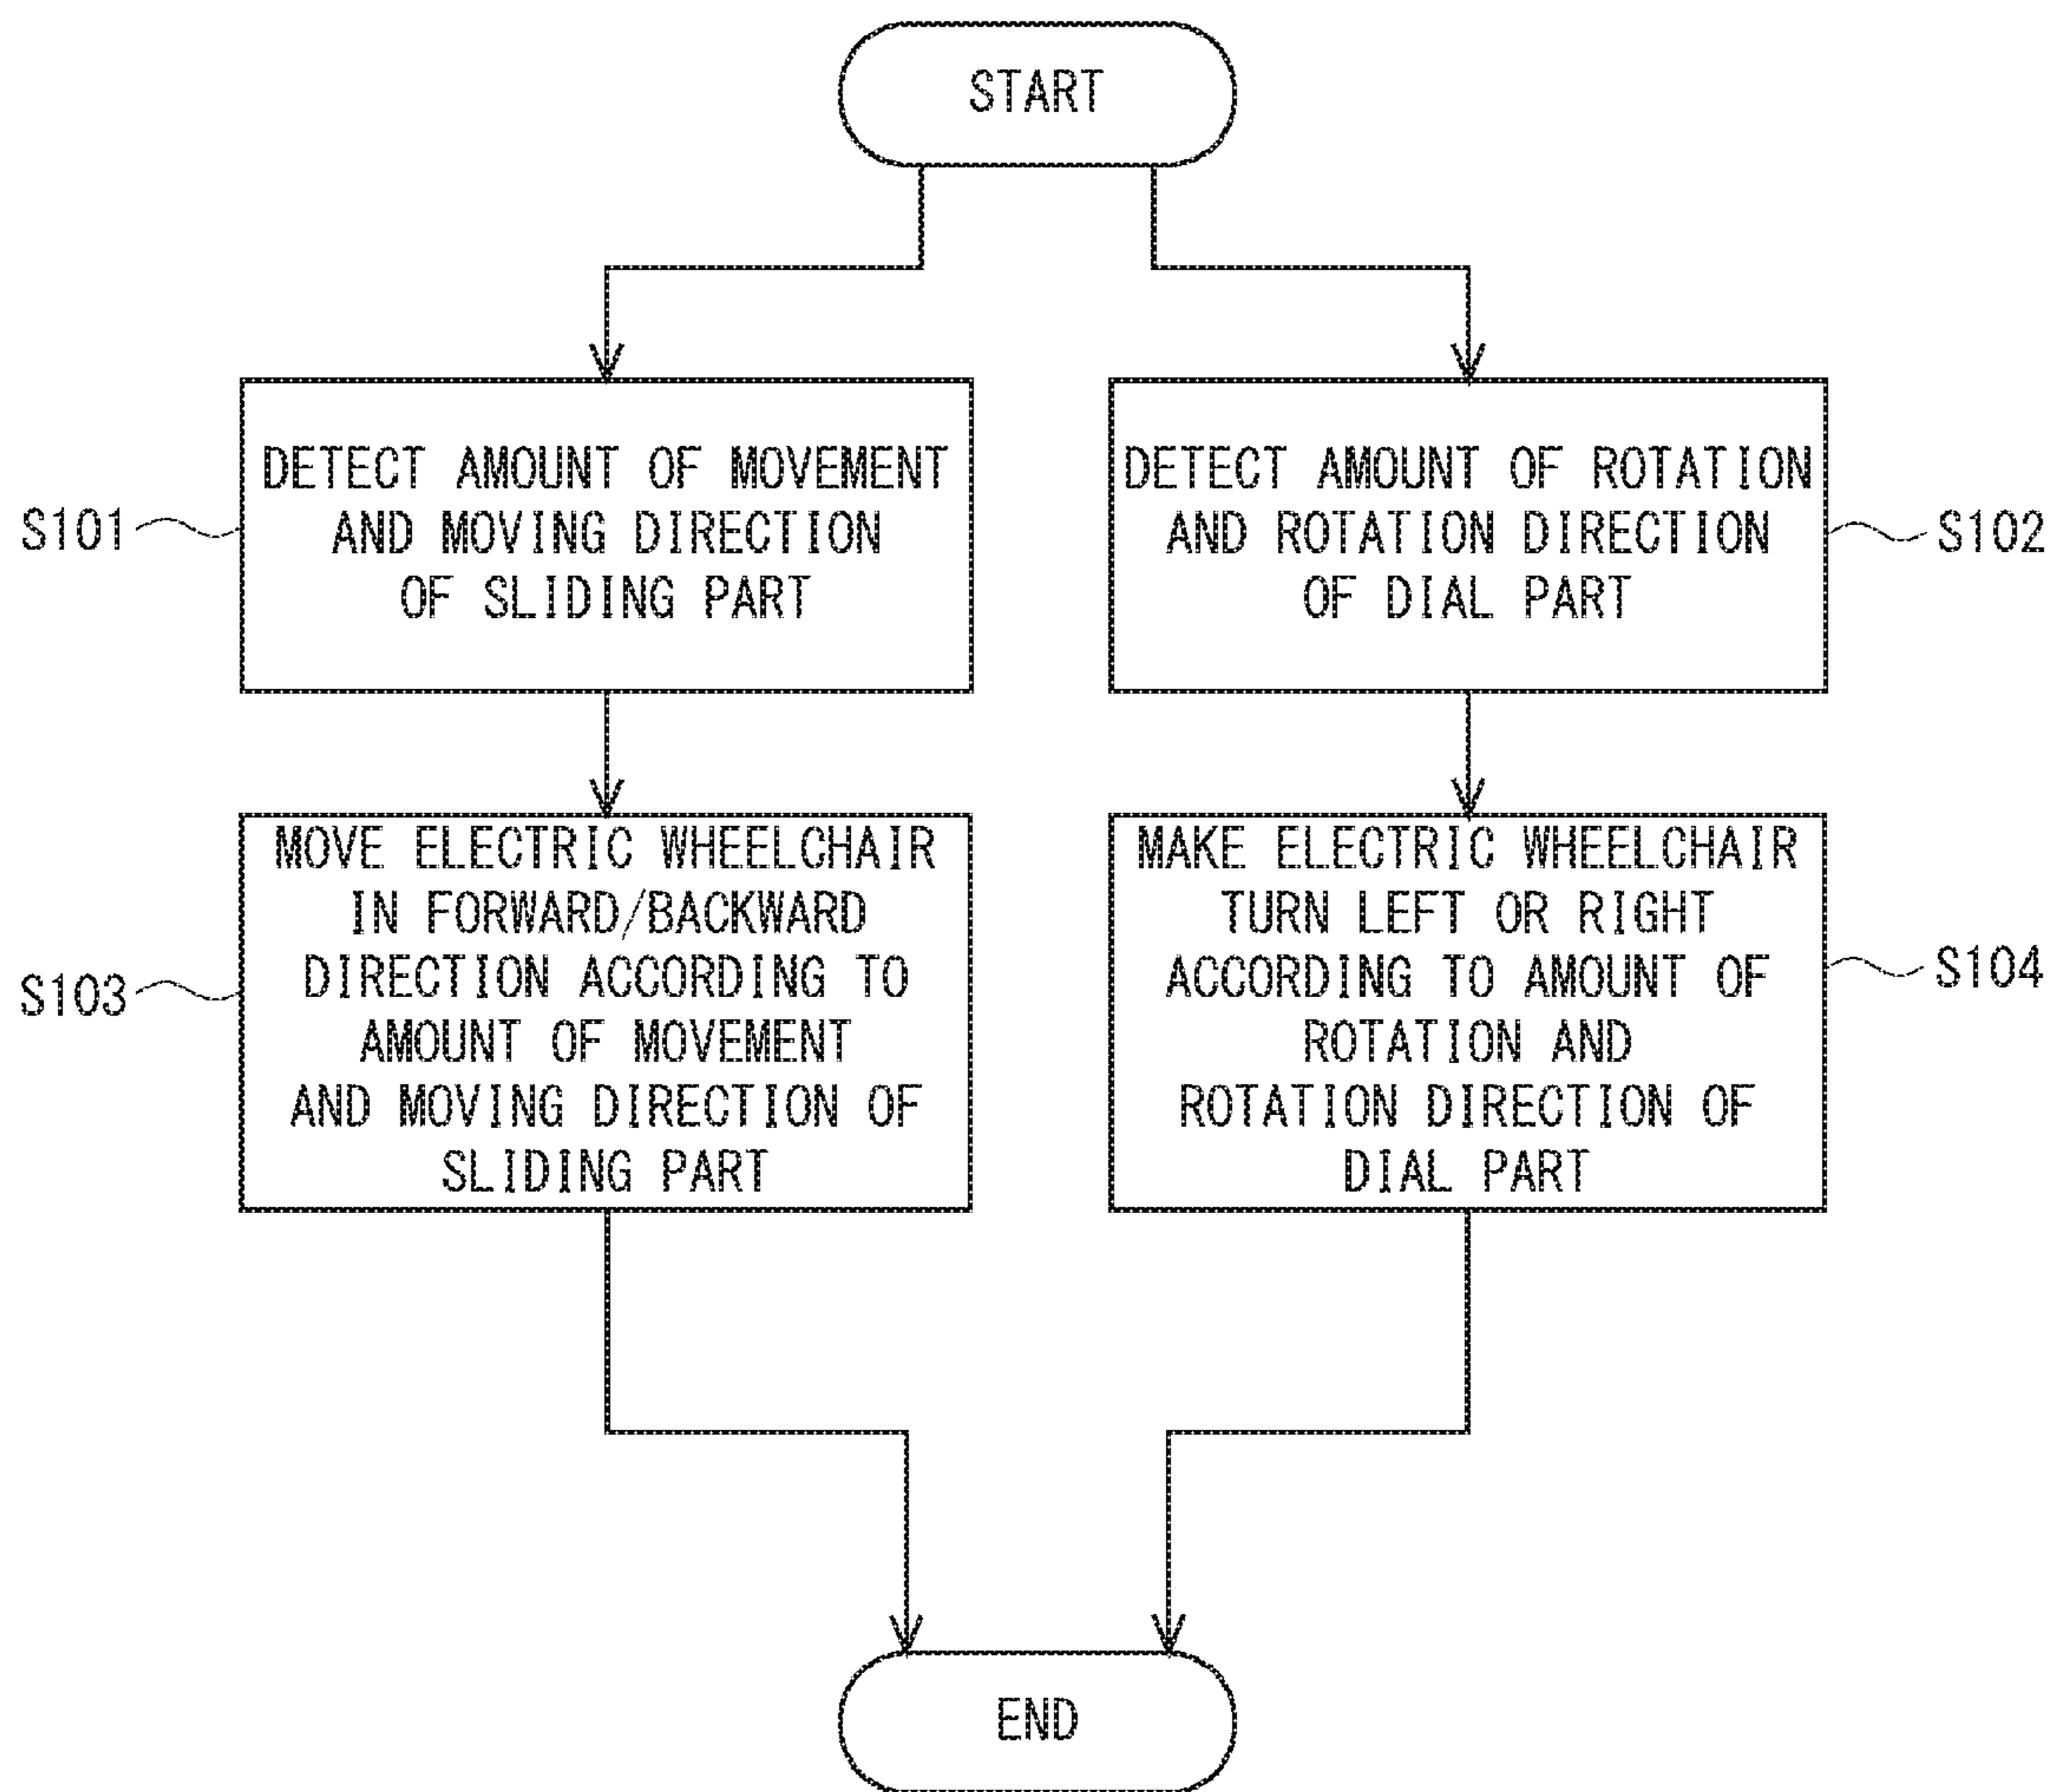 START
DETECT AMOUNT OF MOVEMENT
AND MOVING DIRECTION
OF SLIDING PART
S101
DETECT AMOUNT OF ROTATION
AND ROTATION DIRECTION
OF DIAL PART
S102
MOVE ELECTRIC WHEELCHAIR
IN FORWARD/BACKWARD
DIRECTION ACCORDING TO
AMOUNT OF MOVEMENT
AND MOVING DIRECTION OF
SLIDING PART
S103
MAKE ELECTRIC WHEELCHAIR
TURN LEFT OR RIGHT
ACCORDING TO AMOUNT OF
ROTATION AND
ROTATION DIRECTION OF
DIAL PART
S104
END